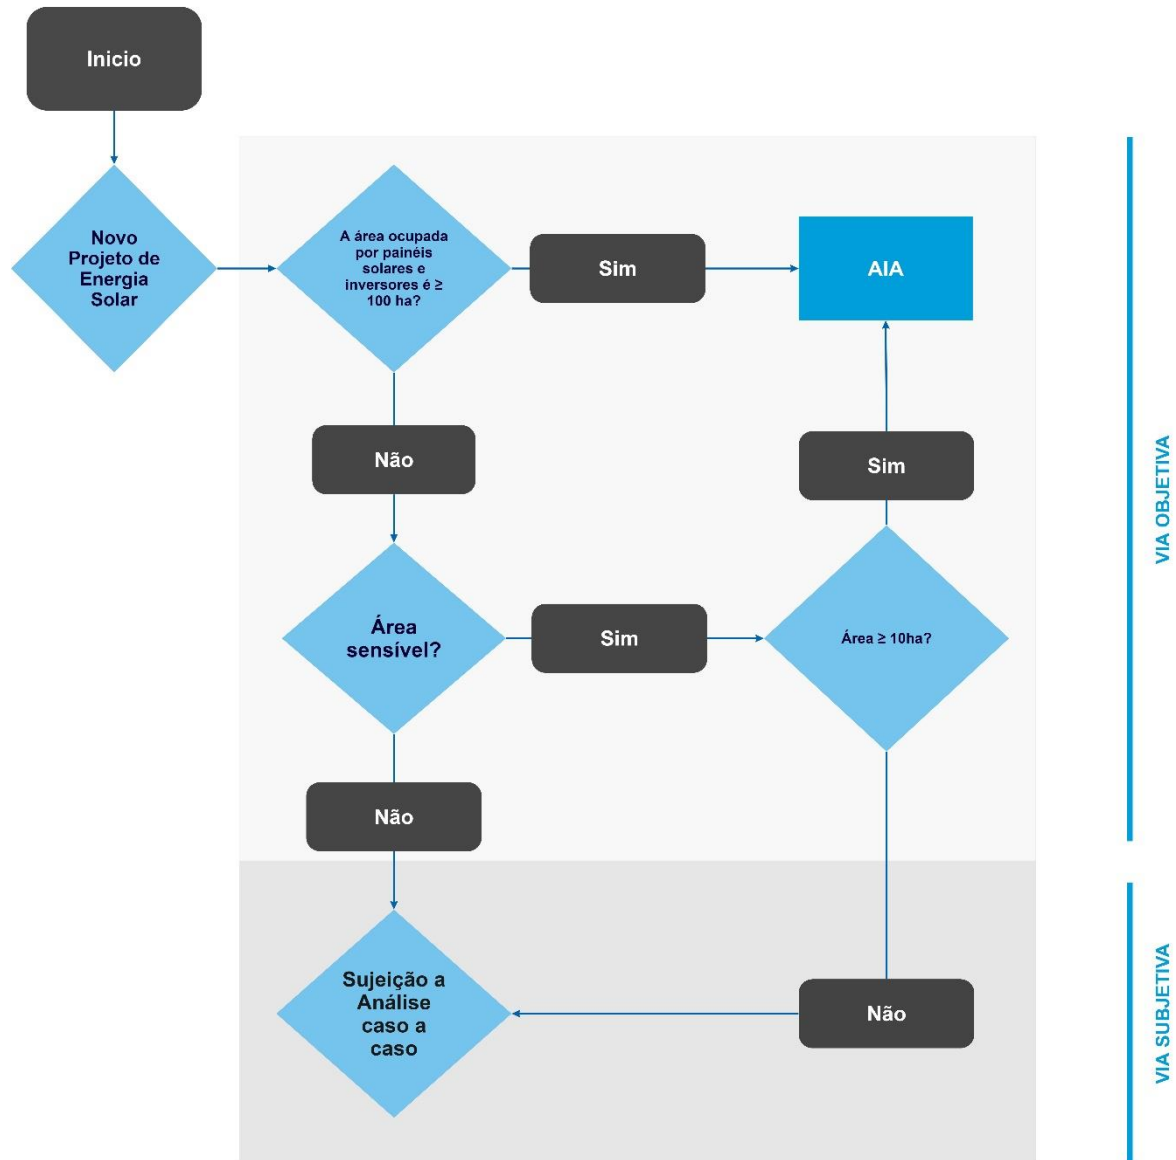 Inicio
Novo
Projeto de
Energia
Solar
A área ocupada
por painéis
solares e
inversores é ≥
100 ha?
Sim
AIA
Não
Sim
Área
sensível?
Sim
Área ≥ 10ha?
Não
Sujeição a
Análise
caso a
caso
Não
VIA OBJETIVA
VIA SUBJETIVA